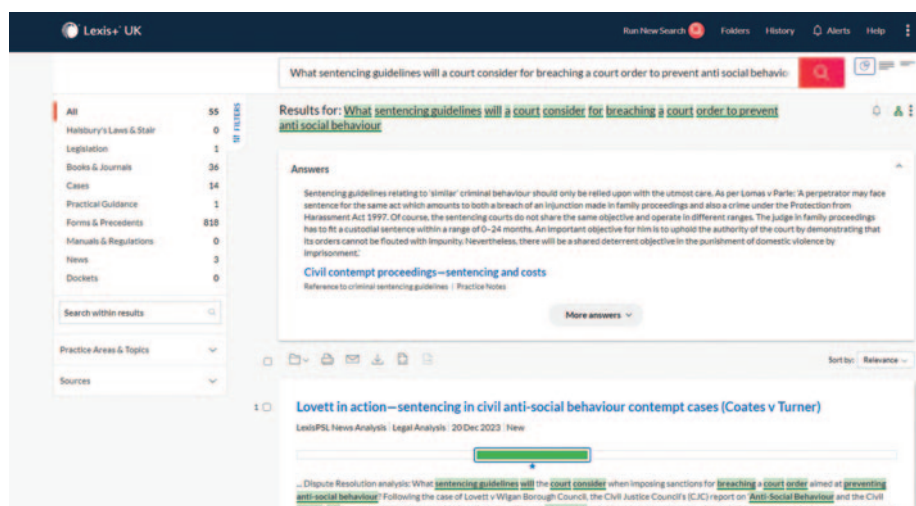 Lexis+® UK
Run New Search Folders History Alerts Help
What sentencing guidelines will a court consider for breaching a court order to prevent anti social behavio
All 55
Halsbury's Laws & Stair 0
Legislation 1
Books & Journals 36
Cases 14
Practical Guidance 1
Forms & Precedents 818
Manuals & Regulations 0
News 3
Dockets 0
Search within results
Practice Areas & Topics
Sources
FILTERS
Results for: What sentencing guidelines will a court consider for breaching a court order to prevent
anti social behaviour
Answers
Sentencing guidelines relating to 'similar' criminal behaviour should only be relied upon with the utmost care. As per Lomas v Parle: 'A perpetrator may face
sentence for the same act which amounts to both a breach of an injunction made in family proceedings and also a crime under the Protection from
Harassment Act 1997. Of course, the sentencing courts do not share the same objective and operate in different ranges. The judge in family proceedings
has to fit a custodial sentence within a range of 0–24 months. An important objective for him is to uphold the authority of the court by demonstrating that
its orders cannot be flouted with impunity. Nevertheless, there will be a shared deterrent objective in the punishment of domestic violence by
imprisonment.'
Civil contempt proceedings—sentencing and costs
Reference to criminal sentencing guidelines | Practice Notes
More answers
Sort by: Relevance
1
Lovett in action—sentencing in civil anti-social behaviour contempt cases (Coates v Turner)
LexisPSL News Analysis | Legal Analysis | 20 Dec 2023 | New
... Dispute Resolution analysis: What sentencing guidelines will the court consider when imposing sanctions for breaching a court order aimed at preventing
anti-social behaviour? Following the case of Lovett v Wigan Borough Council, the Civil Justice Council's (CJC) report on 'Anti-Social Behaviour and the Civil